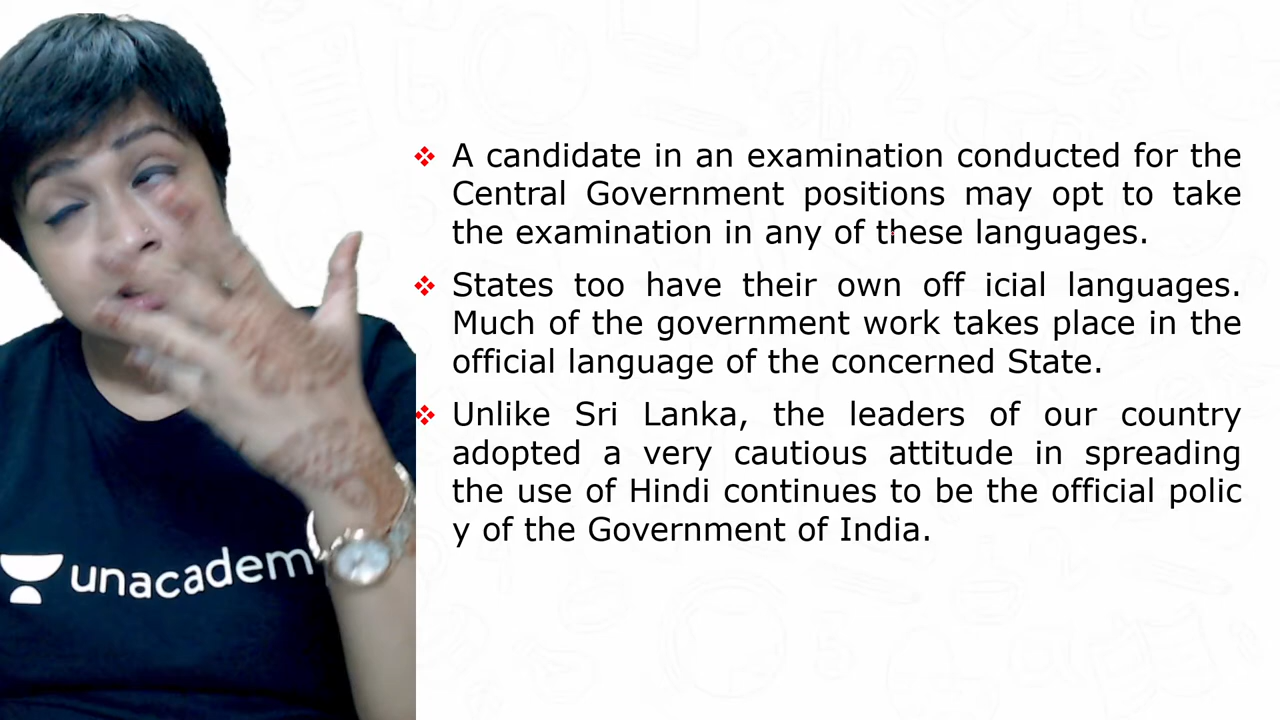 ❖ A candidate in an examination conducted for the
Central Government positions may opt to take
the examination in any of these languages.
❖ States too have their own off icial languages.
Much of the government work takes place in the
official language of the concerned State.
❖ Unlike Sri Lanka, the leaders of our country
adopted a very cautious attitude in spreading
the use of Hindi continues to be the official polic
y of the Government of India.
unacadem